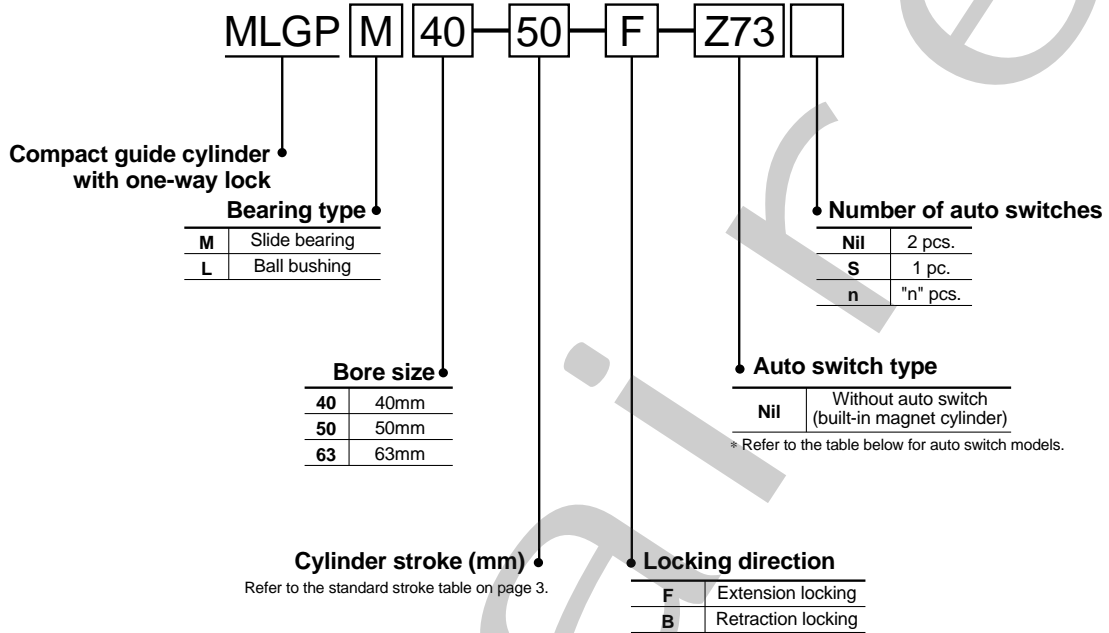 MLGP M 40 50 F Z73
Compact guide cylinder
with one-way lock
Bearing type
M Slide bearing
L Ball bushing
Number of auto switches
Nil 2 pcs.
S 1 pc.
n "n" pcs.
Bore size
40 40mm
50 50mm
63 63mm
Auto switch type
Nil Without auto switch
(built-in magnet cylinder)
∗ Refer to the table below for auto switch models.
Cylinder stroke (mm)
Refer to the standard stroke table on page 3.
Locking direction
F Extension locking
B Retraction locking